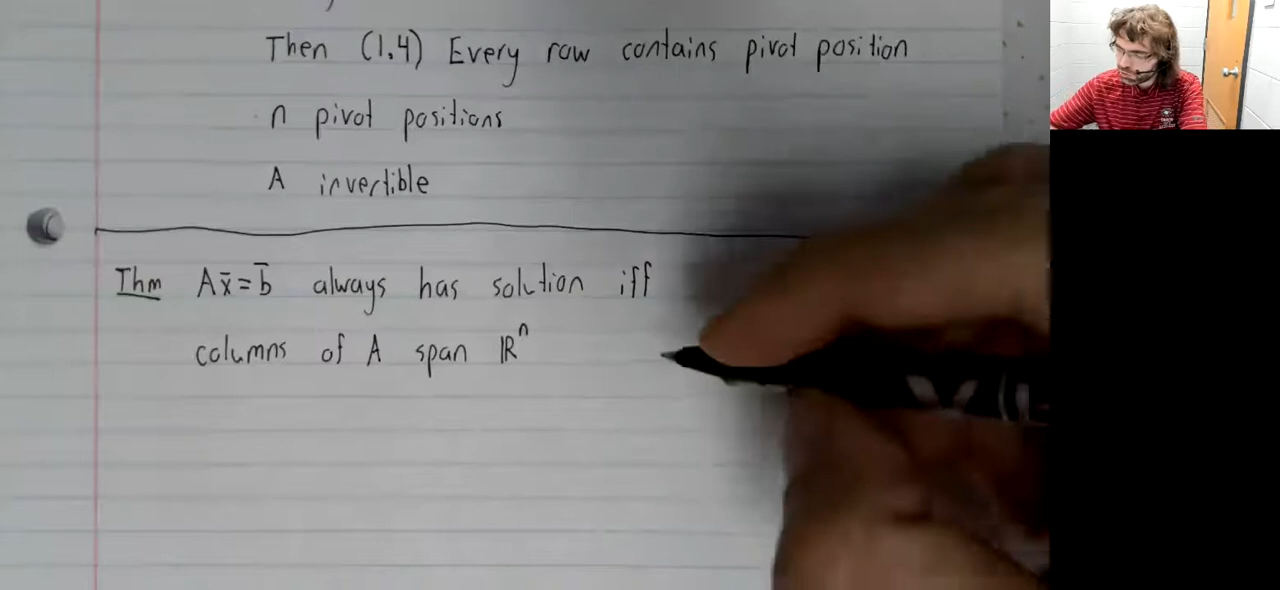 Then (1,4) Every row contains pivot position
n pivot positions
A invertible
Thm Ax̄=b̄ always has solution iff
columns of A span ℝⁿ